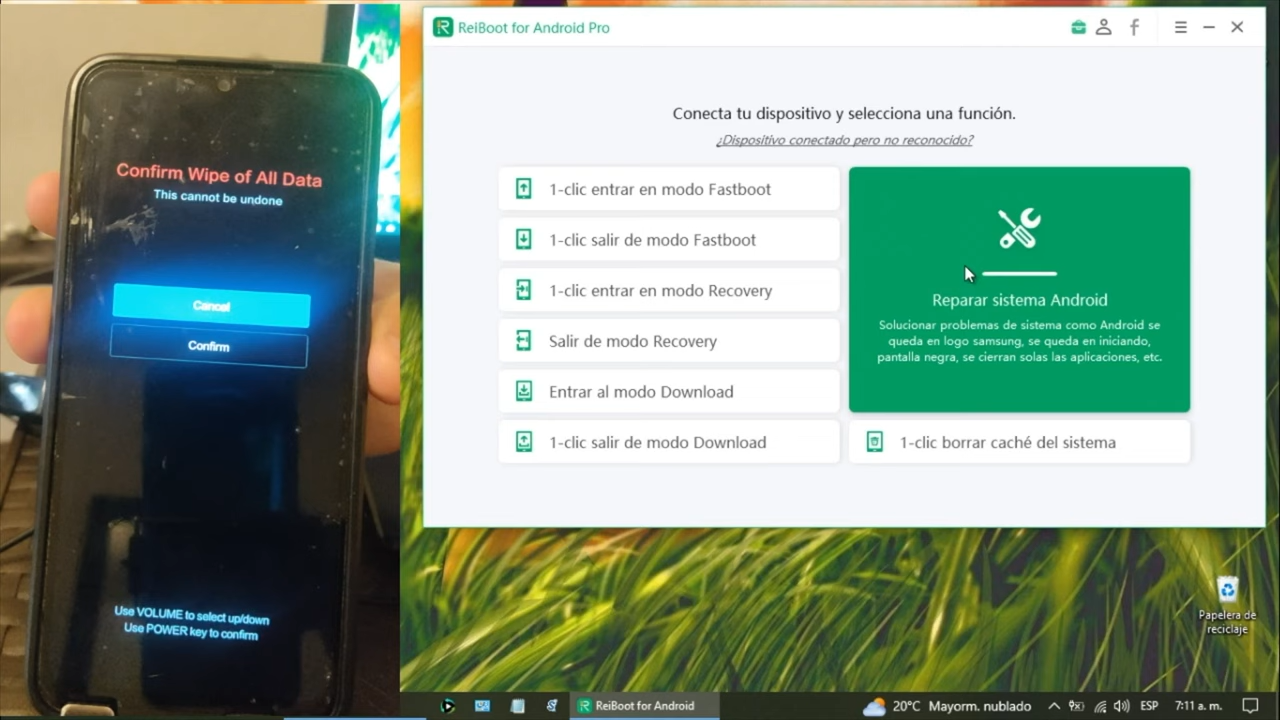 Confirm Wipe of All Data
This cannot be undone
Cancel
Confirm
Use VOLUME to select up/down
Use POWER key to confirm
ReiBoot for Android Pro
Conecta tu dispositivo y selecciona una función.
¿Dispositivo conectado pero no reconocido?
1-clic entrar en modo Fastboot
1-clic salir de modo Fastboot
1-clic entrar en modo Recovery
Salir de modo Recovery
Entrar al modo Download
1-clic salir de modo Download
Reparar sistema Android
Solucionar problemas de sistema como Android se
queda en logo samsung, se queda en iniciando,
pantalla negra, se cierran solas las aplicaciones, etc.
1-clic borrar caché del sistema
Papelera de
reciclaje
ReiBoot for Android
20°C Mayorm. nublado
ESP
7:11 a. m.